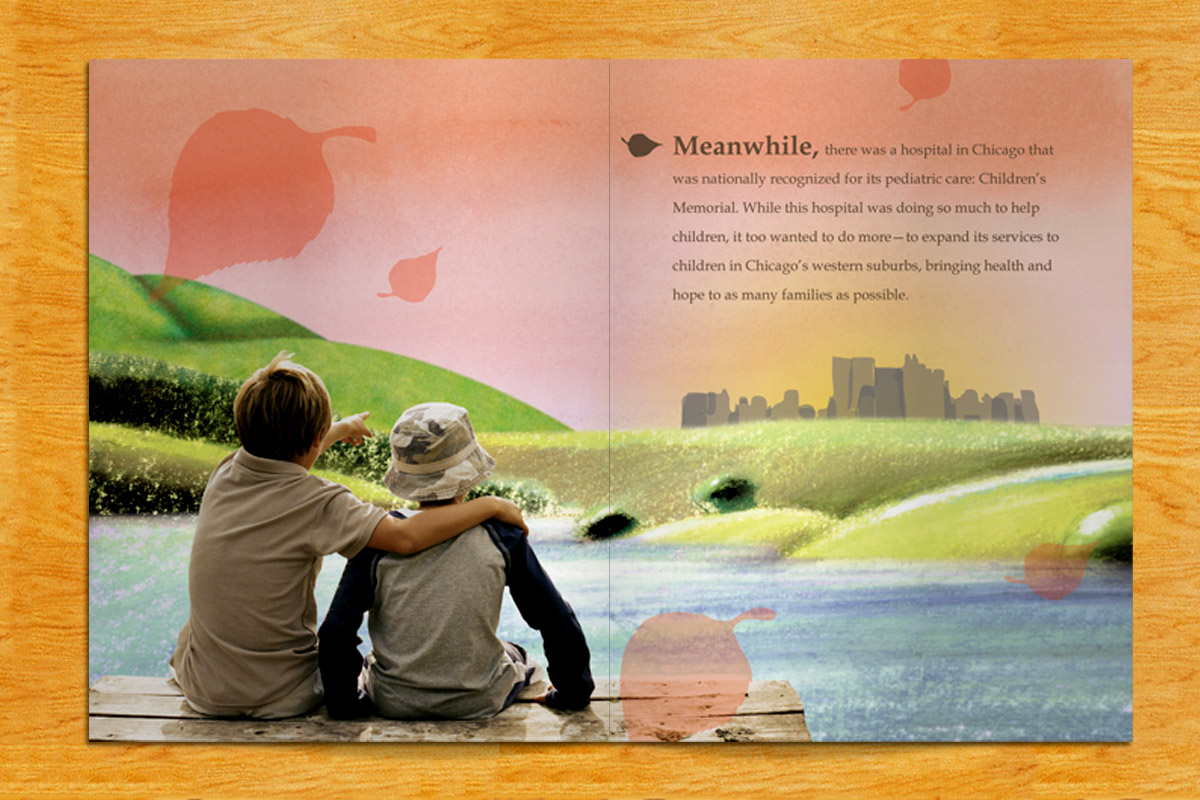 Meanwhile, there was a hospital in Chicago that
was nationally recognized for its pediatric care: Children’s
Memorial. While this hospital was doing so much to help
children, it too wanted to do more—to expand its services to
children in Chicago’s western suburbs, bringing health and
hope to as many families as possible.